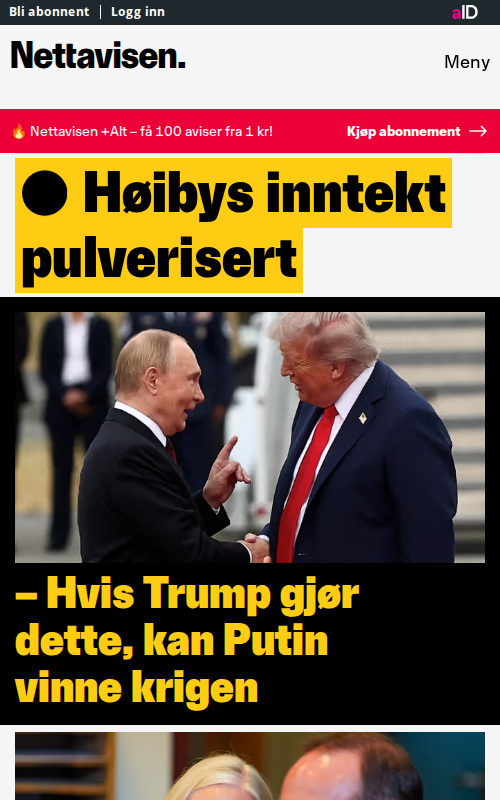 Bli abonnent | Logg inn
aID
Nettavisen.
Meny
🔥 Nettavisen +Alt – få 100 aviser fra 1 kr!
Kjøp abonnement →
● Høibys inntekt
pulverisert
– Hvis Trump gjør
dette, kan Putin
vinne krigen